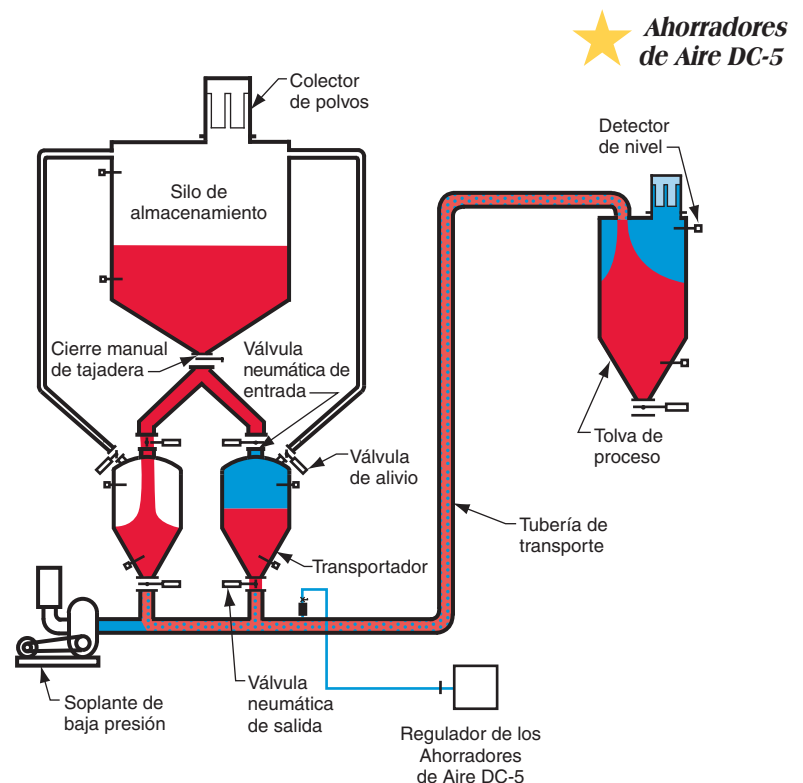 Ahorradores
de Aire DC-5
Colector
de polvos
Detector
de nivel
Silo de
almacenamiento
Cierre manual
de tajadera
Válvula
neumática de
entrada
Tolva de
proceso
Válvula
de alivio
Tubería de
transporte
Transportador
Soplante de
baja presión
Válvula
neumática
de salida
Regulador de los
Ahorradores
de Aire DC-5